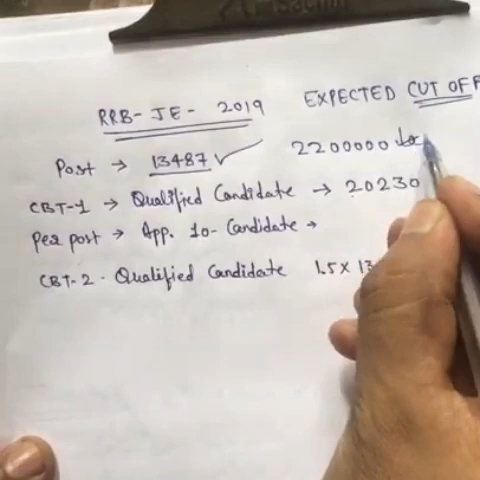 RRB-JE- 2019 EXPECTED CUT OF
Post → 13487 2200000
CBT-1 → Qualified Candidate → 20230
Per post → App. 10- Candidate →
CBT-2- Qualified Candidate 1.5 X 13